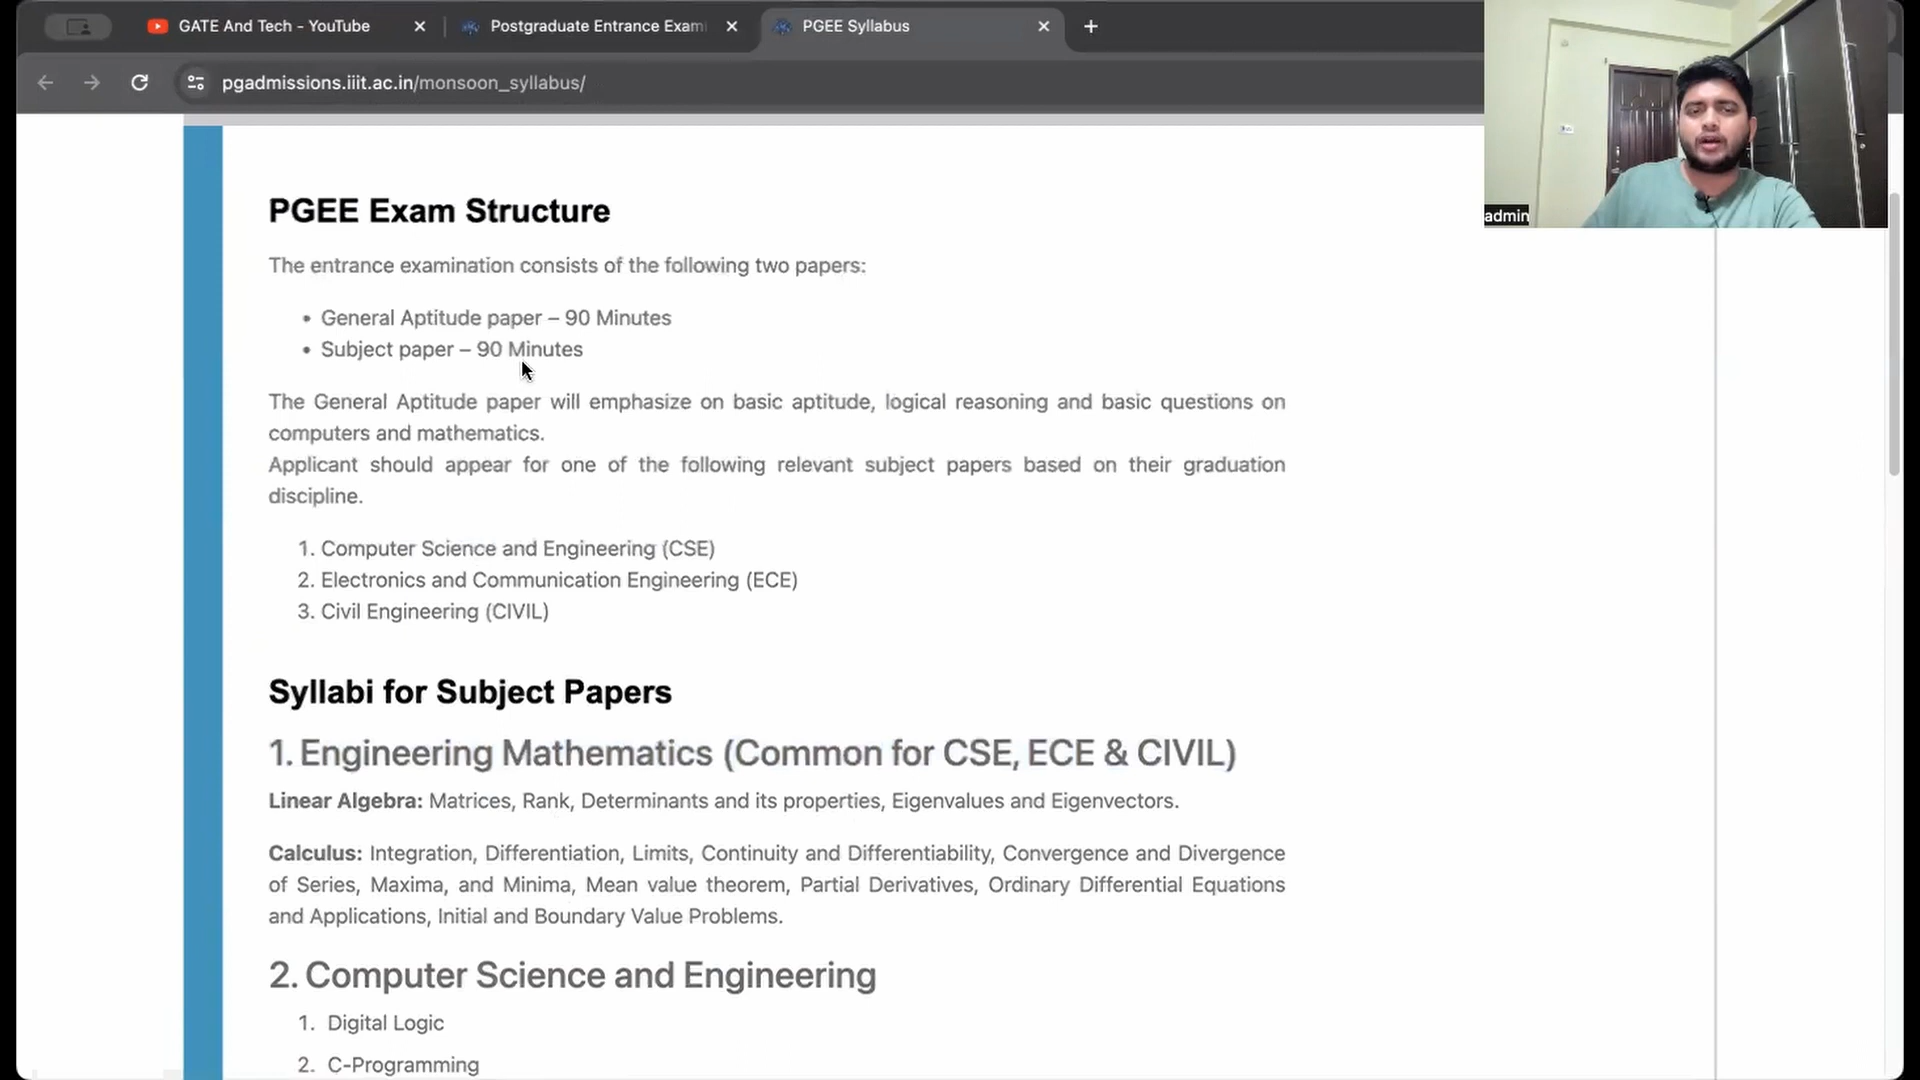 GATE And Tech - YouTube
Postgraduate Entrance Exam
PGEE Syllabus
pgadmissions.iiit.ac.in/monsoon_syllabus/
admin
PGEE Exam Structure
The entrance examination consists of the following two papers:
• General Aptitude paper – 90 Minutes
• Subject paper – 90 Minutes
The General Aptitude paper will emphasize on basic aptitude, logical reasoning and basic questions on
computers and mathematics.
Applicant should appear for one of the following relevant subject papers based on their graduation
discipline.
1. Computer Science and Engineering (CSE)
2. Electronics and Communication Engineering (ECE)
3. Civil Engineering (CIVIL)
Syllabi for Subject Papers
1. Engineering Mathematics (Common for CSE, ECE & CIVIL)
Linear Algebra: Matrices, Rank, Determinants and its properties, Eigenvalues and Eigenvectors.
Calculus: Integration, Differentiation, Limits, Continuity and Differentiability, Convergence and Divergence
of Series, Maxima, and Minima, Mean value theorem, Partial Derivatives, Ordinary Differential Equations
and Applications, Initial and Boundary Value Problems.
2. Computer Science and Engineering
1. Digital Logic
2. C-Programming